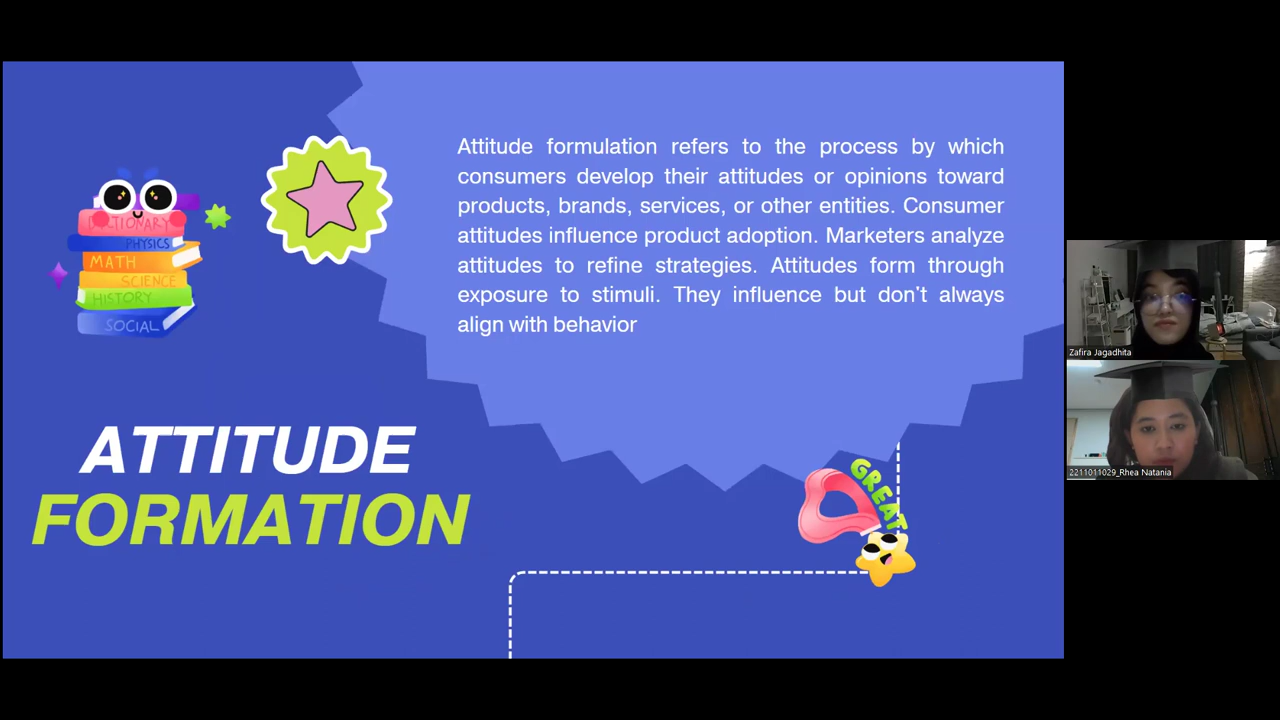 Attitude formulation refers to the process by which
consumers develop their attitudes or opinions toward
products, brands, services, or other entities. Consumer
attitudes influence product adoption. Marketers analyze
attitudes to refine strategies. Attitudes form through
exposure to stimuli. They influence but don't always
align with behavior
DICTIONARY
PHYSICS
MATH
SCIENCE
HISTORY
SOCIAL
ATTITUDE
FORMATION
GREAT
Zafira Jagadhita
2211011029_Rhea Natania